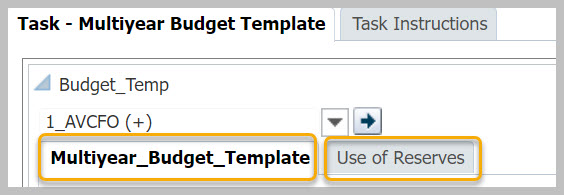 Task - Multiyear Budget Template Task Instructions
Budget_Temp
1_AVCFO (+)
Multiyear_Budget_Template Use of Reserves